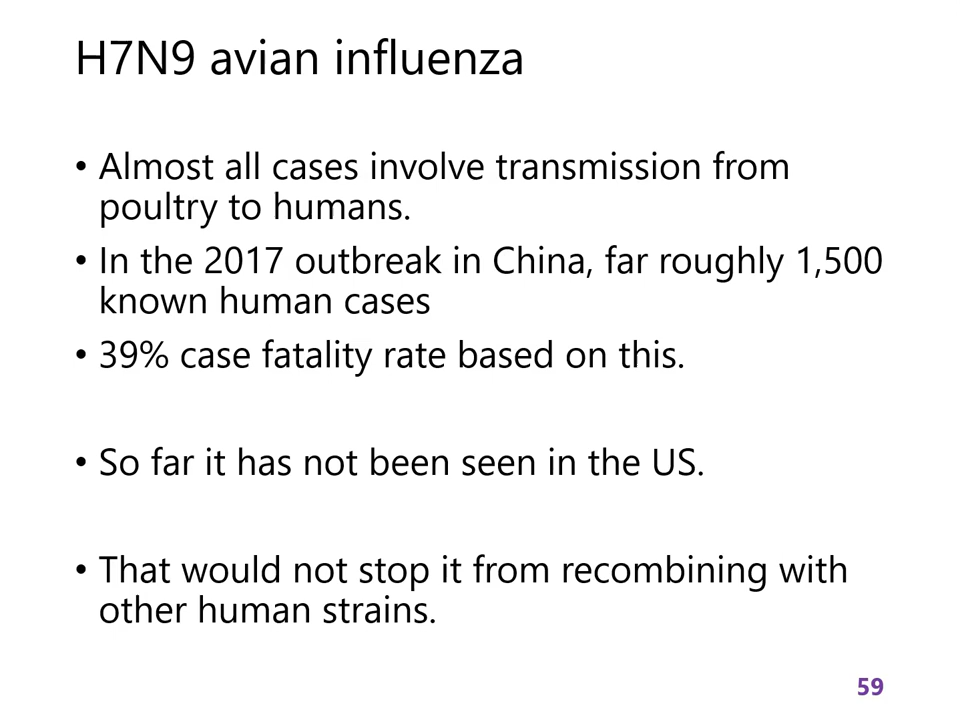 H7N9 avian influenza
• Almost all cases involve transmission from
poultry to humans.
• In the 2017 outbreak in China, far roughly 1,500
known human cases
• 39% case fatality rate based on this.
• So far it has not been seen in the US.
• That would not stop it from recombining with
other human strains.
59